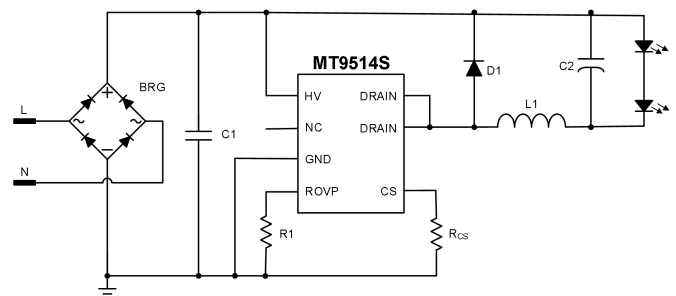 MT9514S
BRG
D1
C2
L
+
HV
DRAIN
L1
~
~
C1
NC
DRAIN
−
GND
N
ROVP
CS
R1
RCS